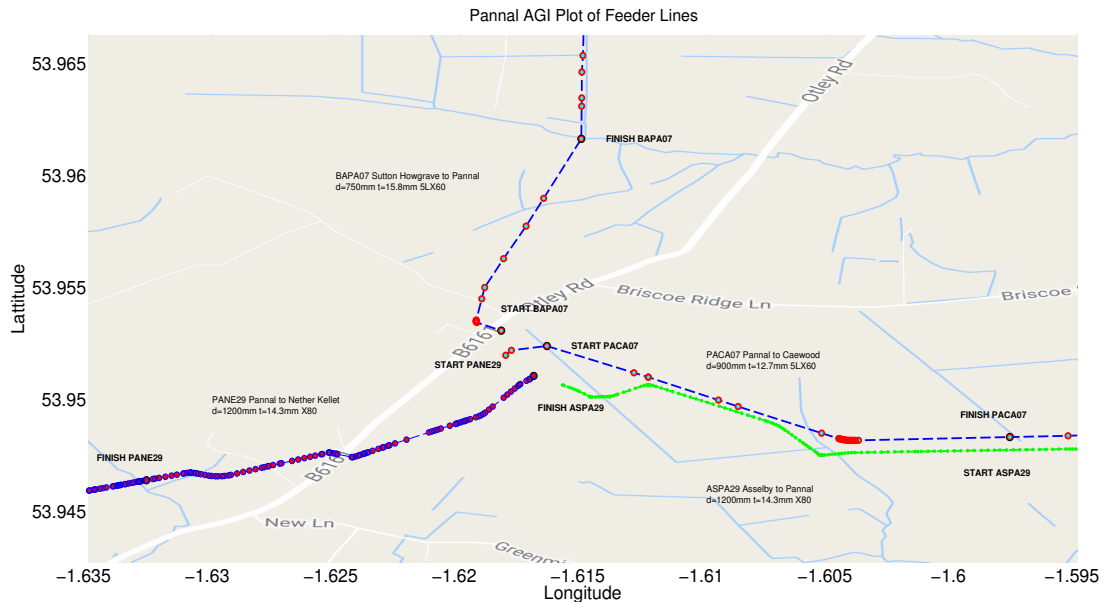 Pannal AGI Plot of Feeder Lines
53.965
Otley Rd
FINISH BAPA07
53.96
BAPA07 Sutton Howgrave to Pannal
d=750mm t=15.8mm 5LX60
Lattitude
53.955
Otley Rd
Briscoe Ridge Ln
Briscoe
START BAPA07
B6161
START PACA07
START PANE29
PACA07 Pannal to Caewood
d=900mm t=12.7mm 5LX60
53.95
PANE29 Pannal to Nether Kellet
d=1200mm t=14.3mm X80
FINISH ASPA29
FINISH PACA07
FINISH PANE29
B6161
START ASPA29
ASPA29 Asselby to Pannal
d=1200mm t=14.3mm X80
53.945
New Ln
−1.635
−1.63
−1.625
−1.62
−1.615
−1.61
−1.605
−1.6
−1.595
Longitude